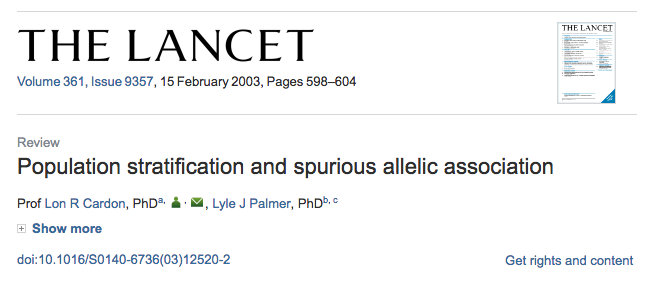 THE LANCET
Volume 361, Issue 9357, 15 February 2003, Pages 598–604
THE LANCET
Review
Population stratification and spurious allelic association
Prof Lon R Cardon, PhDa, · , Lyle J Palmer, PhDb, c
Show more
doi:10.1016/S0140-6736(03)12520-2
Get rights and content